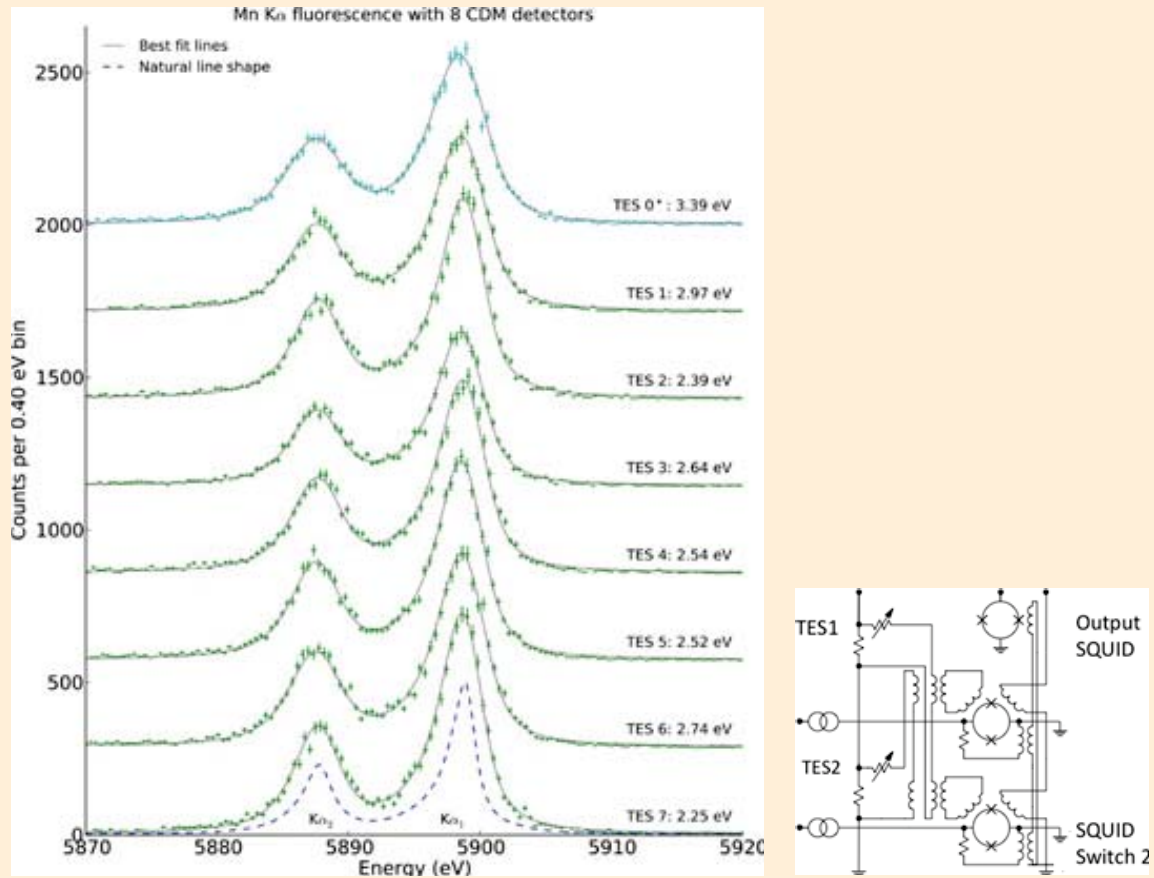 Mn Kα fluorescence with 8 CDM detectors
Best fit lines
Natural line shape
Counts per 0.40 eV bin
2500
2000
1500
1000
500
0
TES 0*: 3.39 eV
TES 1: 2.97 eV
TES 2: 2.39 eV
TES 3: 2.64 eV
TES 4: 2.54 eV
TES 5: 2.52 eV
TES 6: 2.74 eV
TES 7: 2.25 eV
Kα₂
Kα₁
5870
5880
5890
5900
5910
5920
Energy (eV)
TES1
Output
SQUID
TES2
SQUID
Switch 2